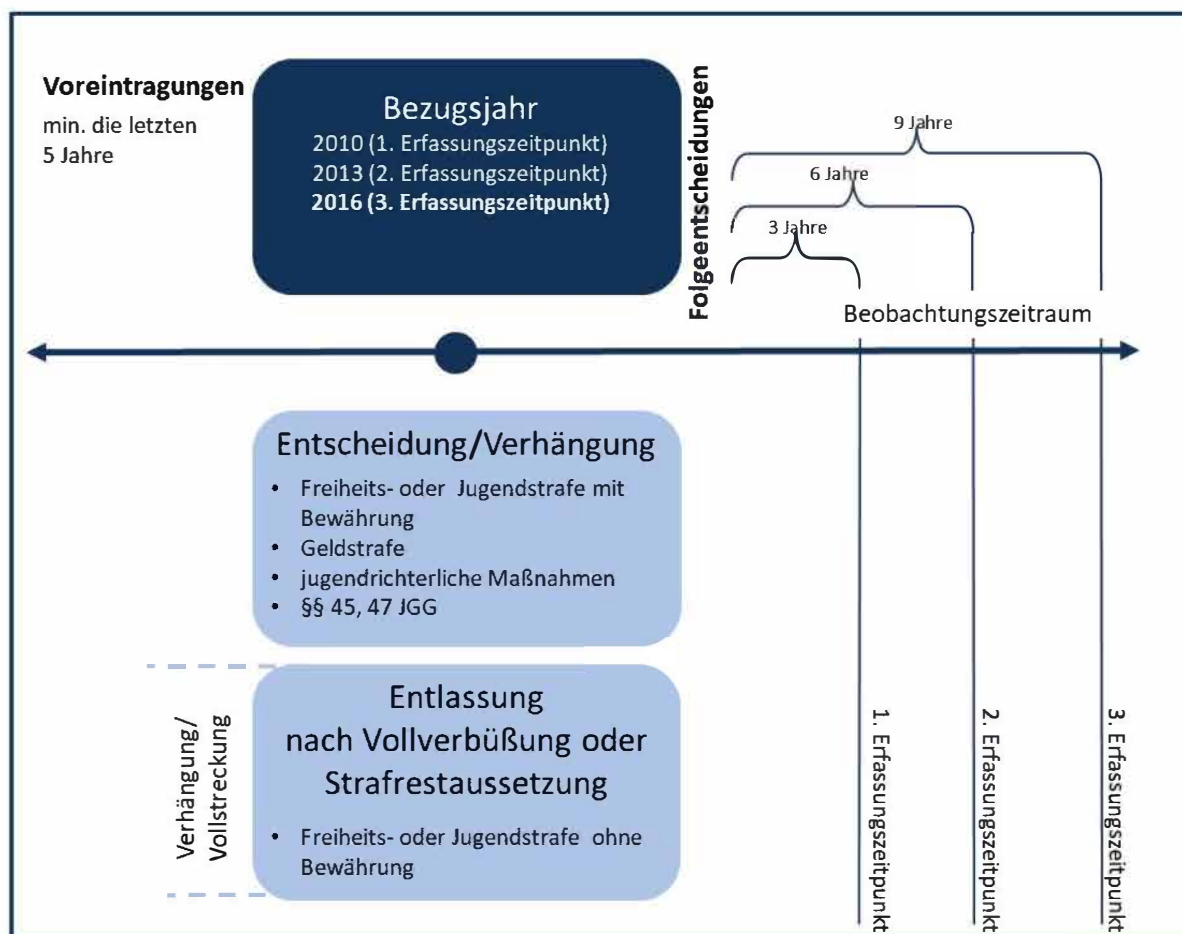 Voreintragungen
min. die letzten
5 Jahre
Bezugsjahr
2010 (1. Erfassungszeitpunkt)
2013 (2. Erfassungszeitpunkt)
2016 (3. Erfassungszeitpunkt)
Folgeentscheidungen
9 Jahre
6 Jahre
3 Jahre
Beobachtungszeitraum
Entscheidung/Verhängung
• Freiheits- oder Jugendstrafe mit
Bewährung
• Geldstrafe
• jugendrichterliche Maßnahmen
• §§ 45, 47 JGG
Verhängung/
Vollstreckung
Entlassung
nach Vollverbüßung oder
Strafrestaussetzung
• Freiheits- oder Jugendstrafe ohne
Bewährung
1. Erfassungszeitpunkt
2. Erfassungszeitpunkt
3. Erfassungszeitpunkt